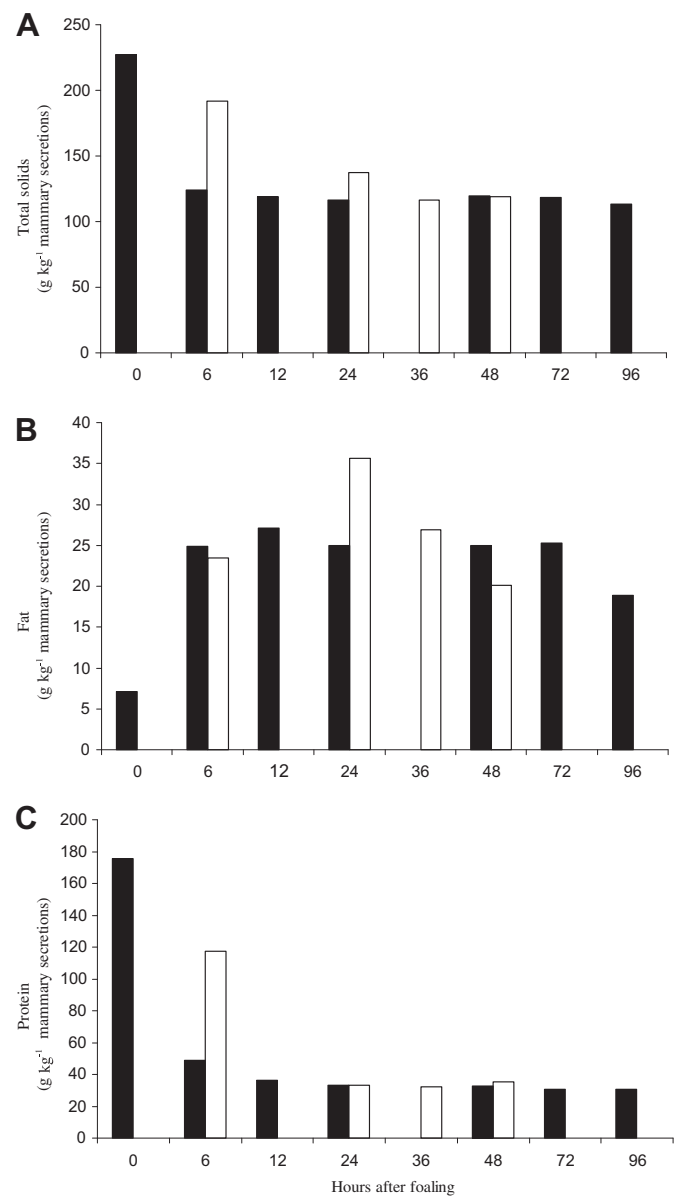 A
Total solids
(g kg-1 mammary secretions)
250
200
150
100
50
0
0 6 12 24 36 48 72 96
B
Fat
(g kg-1 mammary secretions)
40
35
30
25
20
15
10
5
0
0 6 12 24 36 48 72 96
C
Protein
(g kg-1 mammary secretions)
200
180
160
140
120
100
80
60
40
20
0
0 6 12 24 36 48 72 96
Hours after foaling